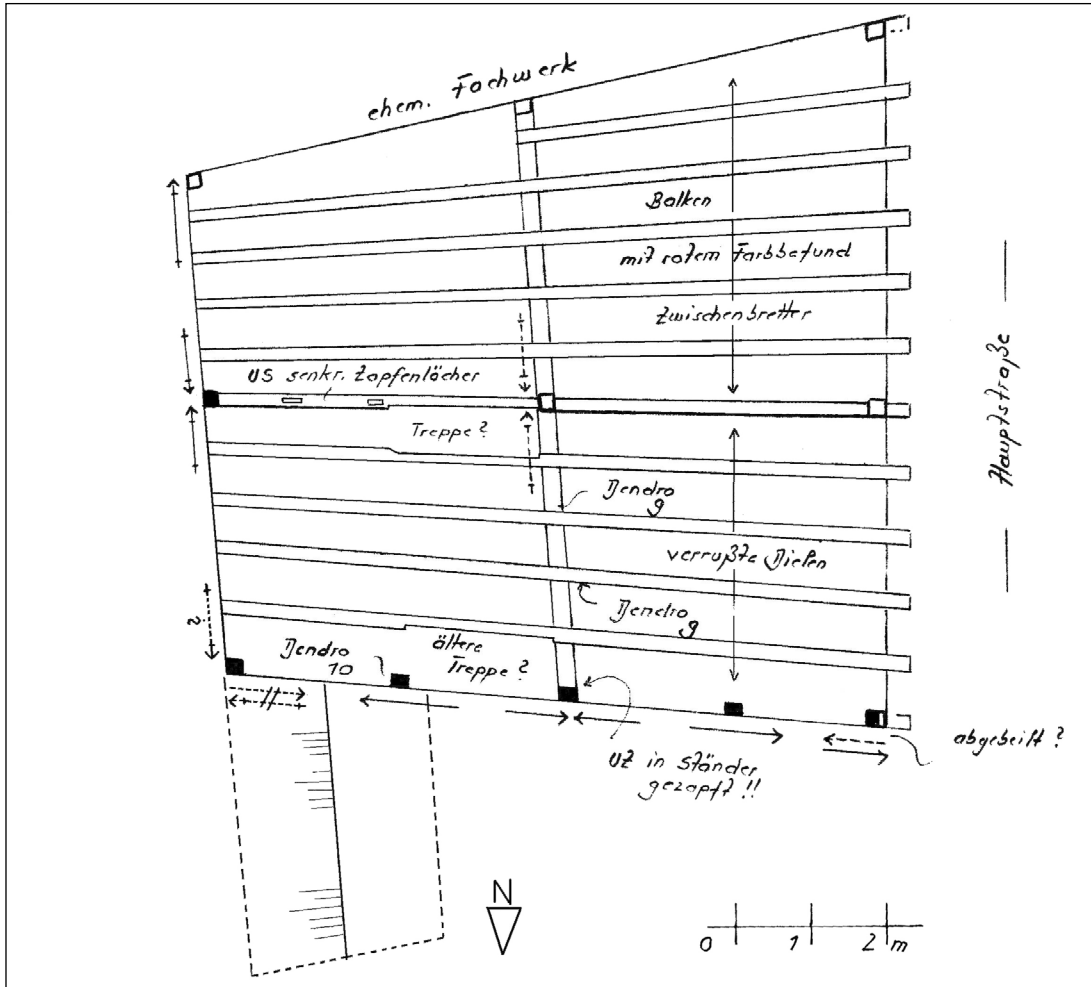 ehem. Fachwerk
Balken
mit rotem Farbbefund
Zwischenbretter
US senkr. Zapfenlöcher
Treppe?
Hauptstraße
Dendro
9
verrußte Dielen
Dendro
9
?
Dendro
10
ältere
Treppe?
abgebeilt?
UZ in Ständer
gezapft!!
N
0 1 2 m